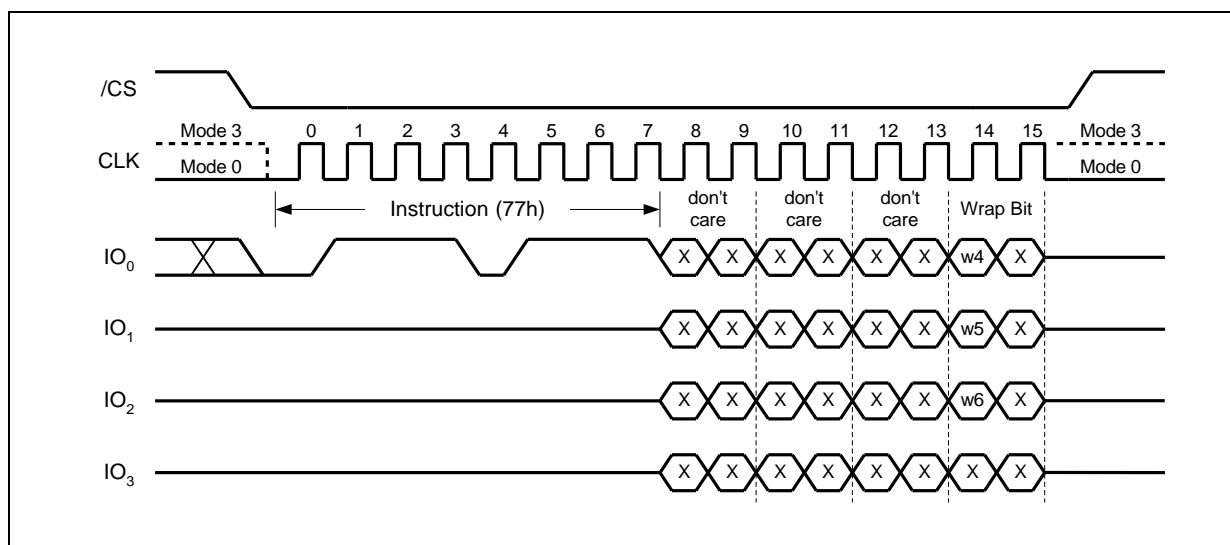 /CS
Mode 3 0 1 2 3 4 5 6 7 8 9 10 11 12 13 14 15 Mode 3
CLK
Mode 0 Mode 0
Instruction (77h) don't care don't care don't care Wrap Bit
IO0 X X X X X X w4 X
IO1 X X X X X X w5 X
IO2 X X X X X X w6 X
IO3 X X X X X X X X